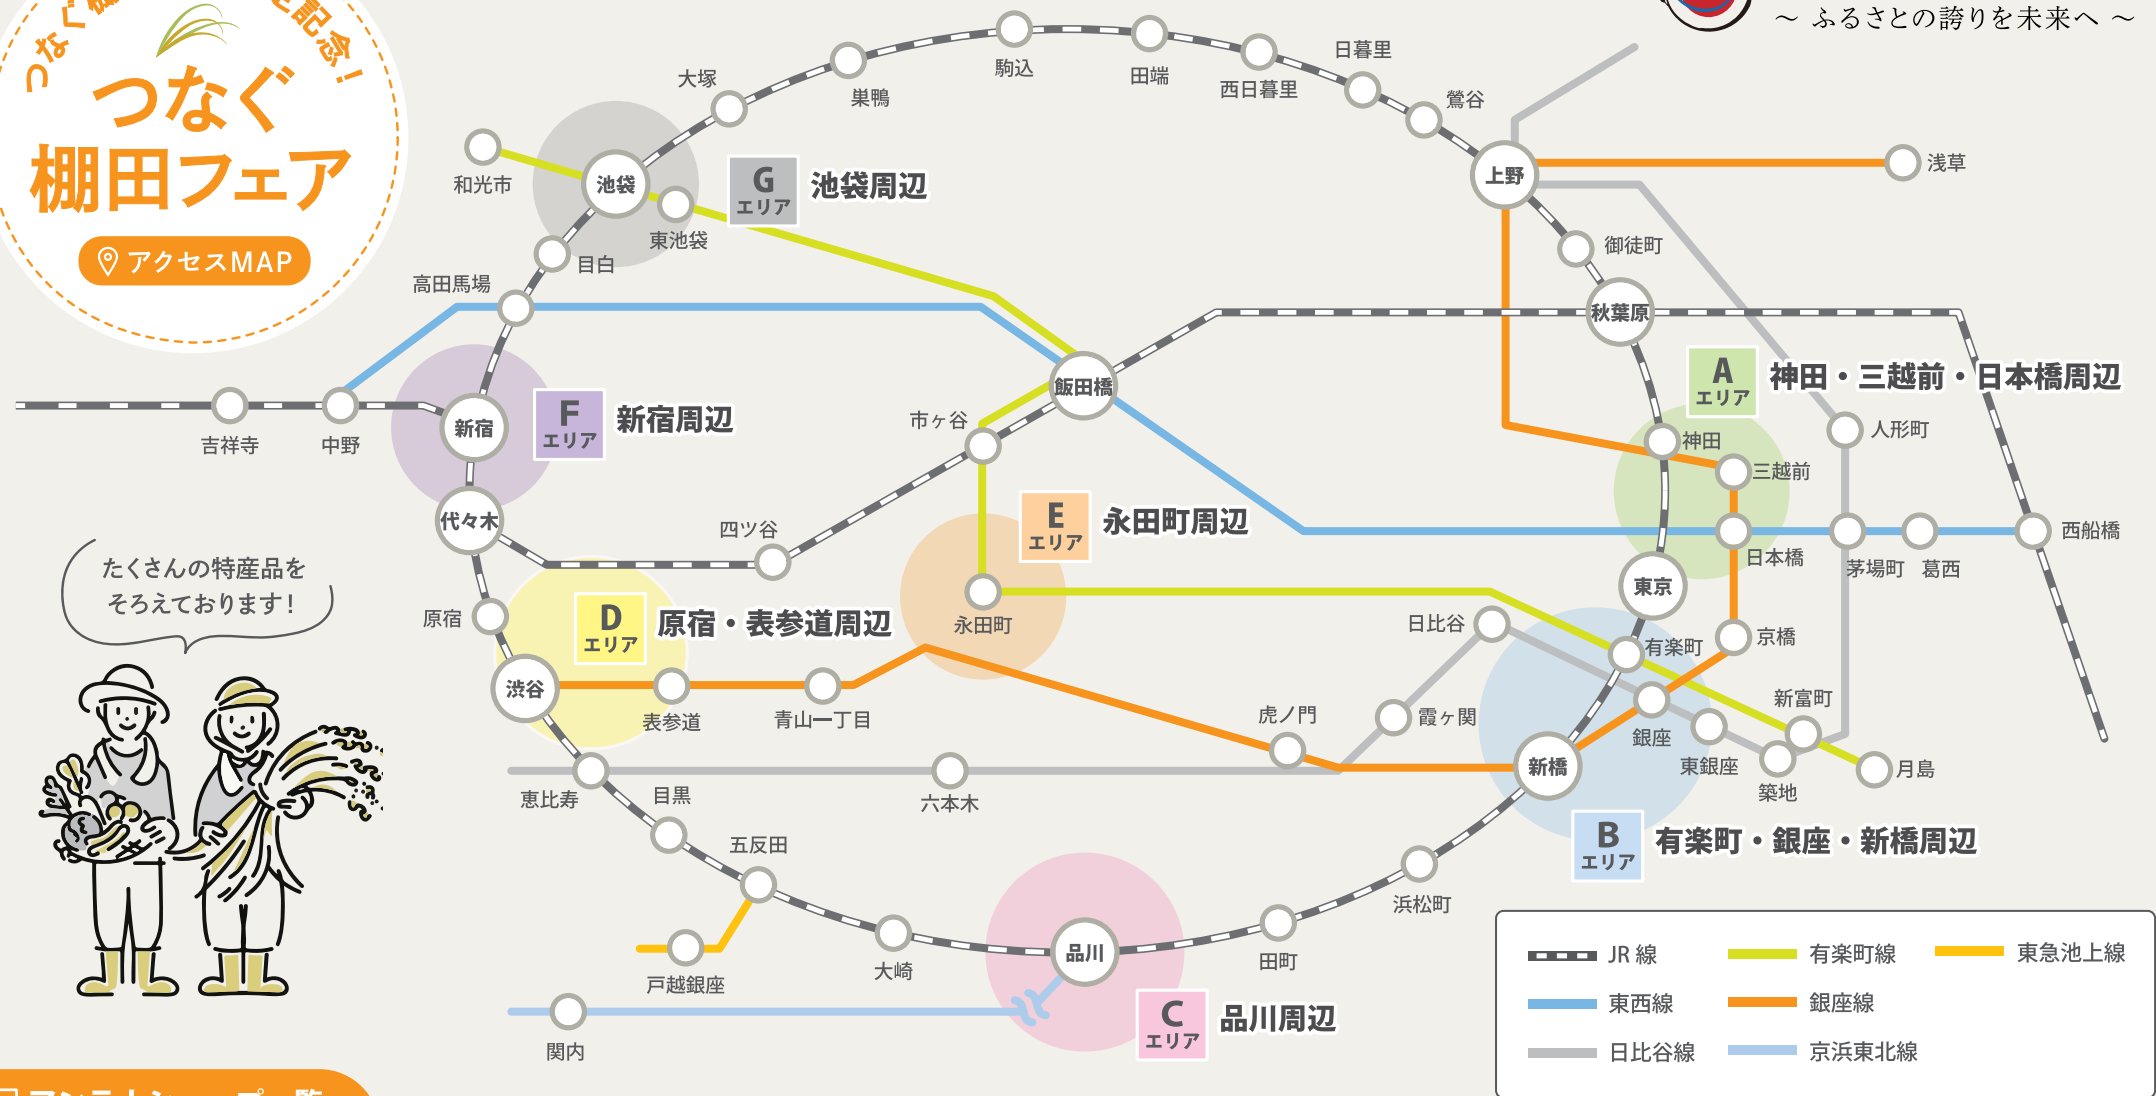 つなぐ棚
記念！
つなぐ
棚田フェア
アクセスMAP
～ ふるさとの誇りを未来へ ～
駒込
田端
西日暮里
日暮里
鶯谷
大塚
巣鴨
上野
浅草
和光市
池袋
東池袋
G
エリア
池袋周辺
目白
高田馬場
御徒町
秋葉原
A
エリア
神田・三越前・日本橋周辺
飯田橋
市ヶ谷
神田
三越前
人形町
吉祥寺
中野
新宿
F
エリア
新宿周辺
代々木
四ツ谷
E
エリア
永田町周辺
日本橋
茅場町
葛西
西船橋
東京
たくさんの特産品を
そろえております！
原宿
D
エリア
原宿・表参道周辺
永田町
日比谷
有楽町
京橋
渋谷
表参道
青山一丁目
虎ノ門
霞ヶ関
銀座
新富町
東銀座
築地
月島
新橋
恵比寿
目黒
六本木
五反田
B
エリア
有楽町・銀座・新橋周辺
浜松町
戸越銀座
大崎
品川
田町
C
エリア
品川周辺
関内
JR 線
有楽町線
東急池上線
東西線
銀座線
日比谷線
京浜東北線